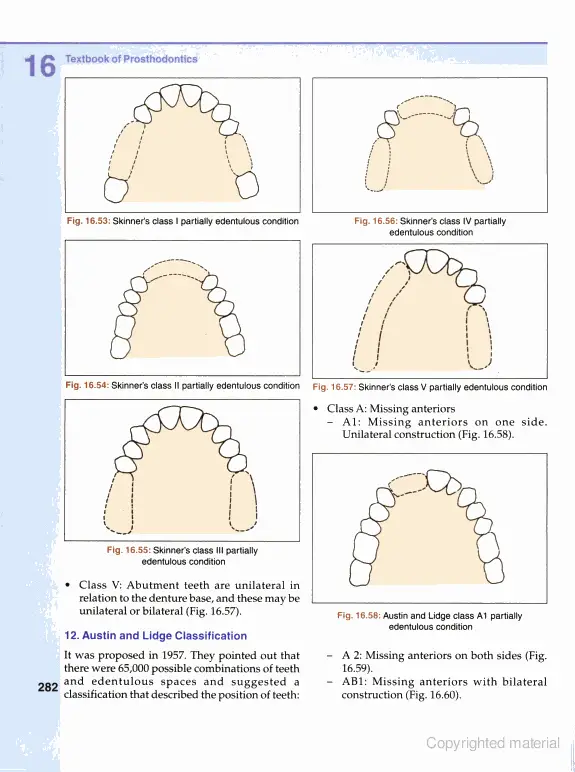 16
Textbook of Prosthodontics
Fig. 16.53: Skinner's class I partially edentulous condition
Fig. 16.54: Skinner's class II partially edentulous condition
Fig. 16.55: Skinner's class III partially
edentulous condition
• Class V: Abutment teeth are unilateral in
relation to the denture base, and these may be
unilateral or bilateral (Fig. 16.57).
12. Austin and Lidge Classification
It was proposed in 1957. They pointed out that
there were 65,000 possible combinations of teeth
and edentulous spaces and suggested a
classification that described the position of teeth:
282
Fig. 16.56: Skinner's class IV partially
edentulous condition
Fig. 16.57: Skinner's class V partially edentulous condition
• Class A: Missing anteriors
– A1: Missing anteriors on one side.
Unilateral construction (Fig. 16.58).
Fig. 16.58: Austin and Lidge class A1 partially
edentulous condition
– A 2: Missing anteriors on both sides (Fig.
16.59).
– AB1: Missing anteriors with bilateral
construction (Fig. 16.60).
Copyrighted material